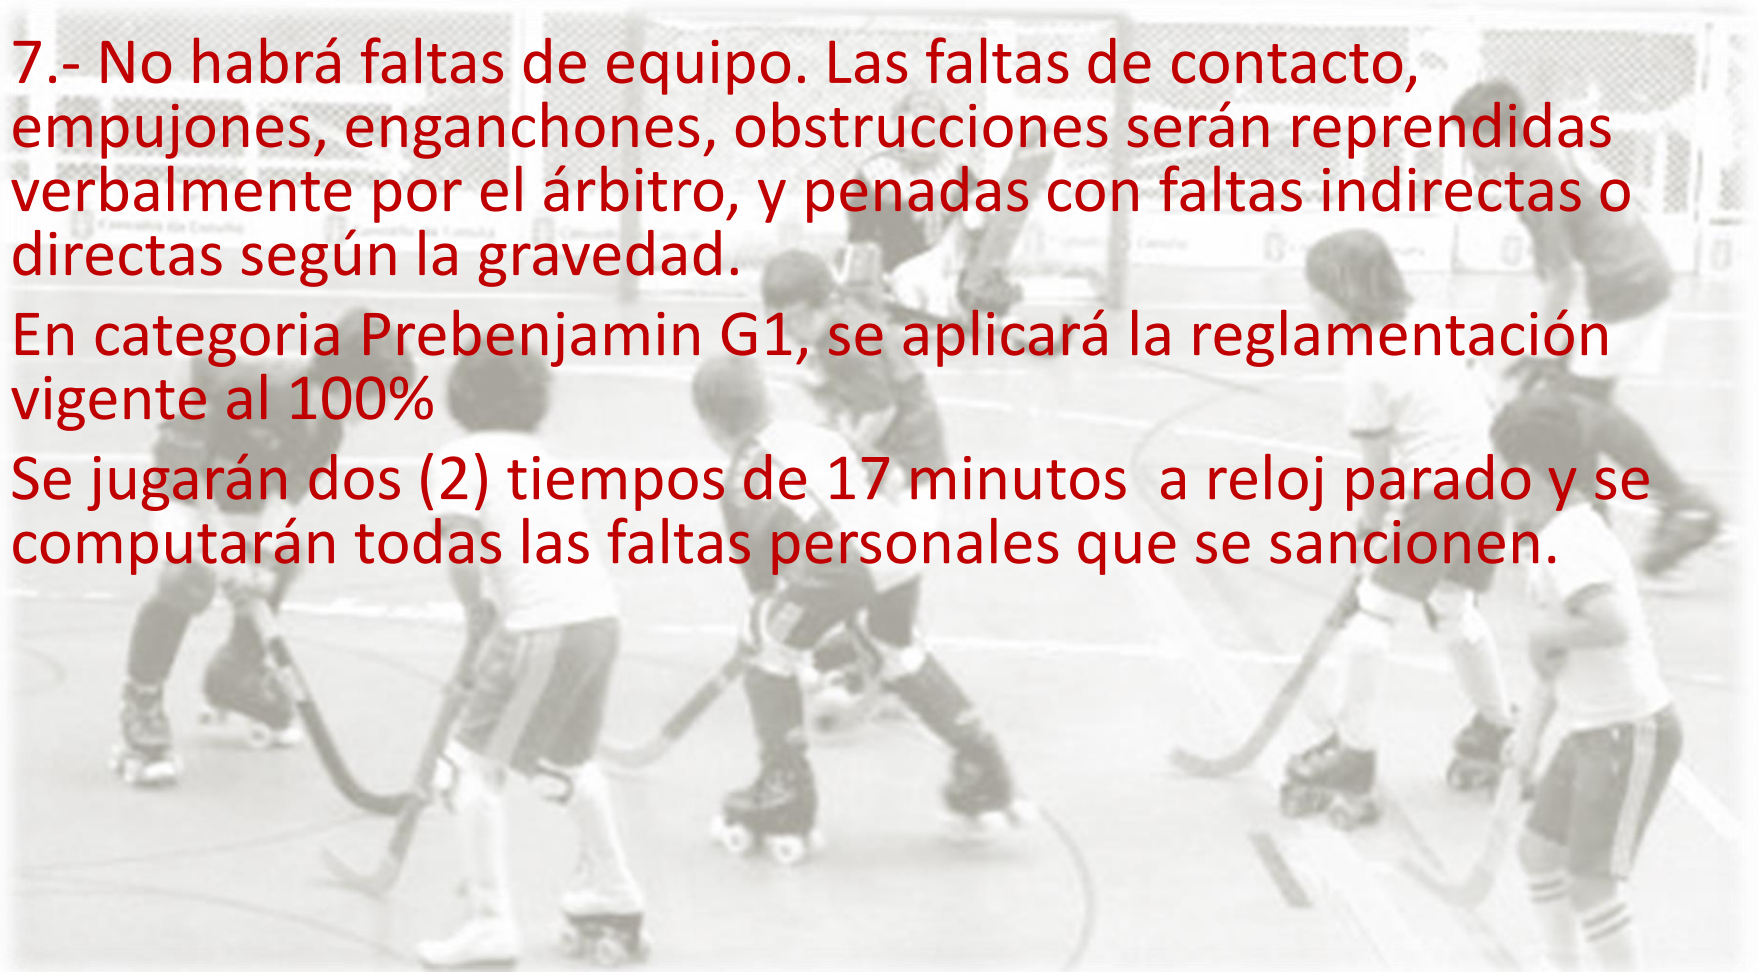 7.- No habrá faltas de equipo. Las faltas de contacto,
empujones, enganchones, obstrucciones serán reprendidas
verbalmente por el árbitro, y penadas con faltas indirectas o
directas según la gravedad.
En categoria Prebenjamin G1, se aplicará la reglamentación
vigente al 100%
Se jugarán dos (2) tiempos de 17 minutos  a reloj parado y se
computarán todas las faltas personales que se sancionen.